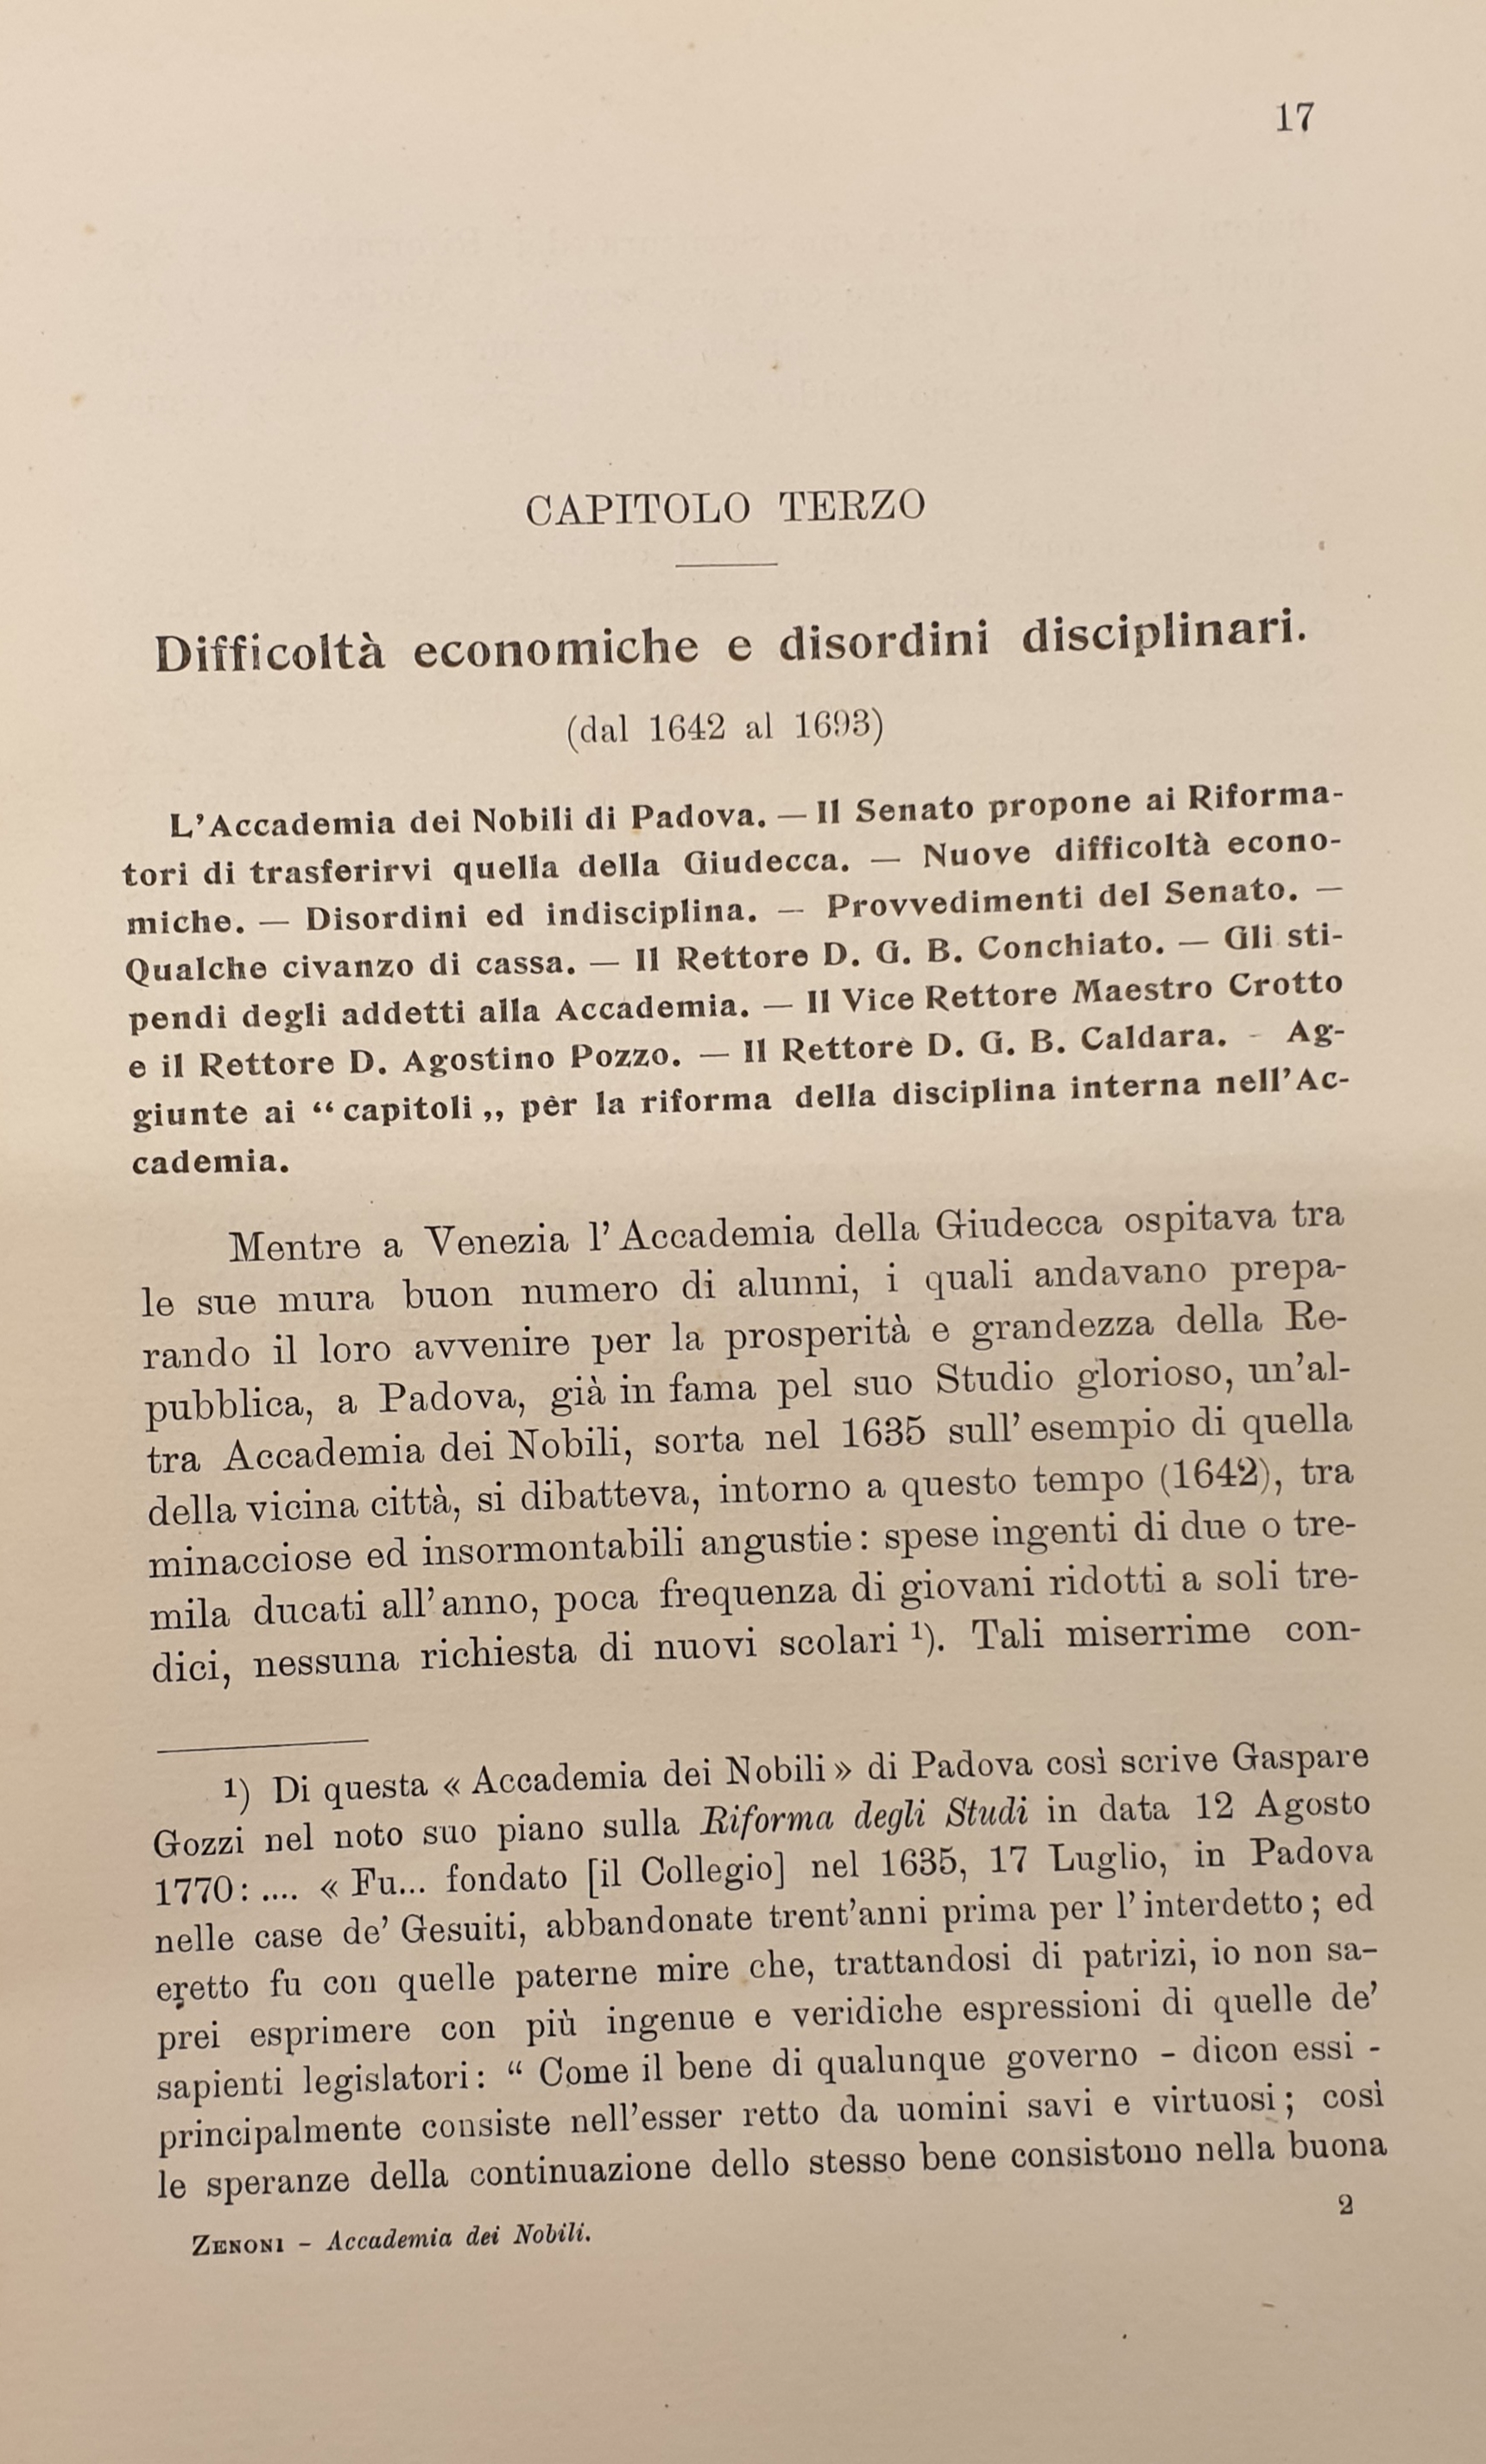 17
CAPITOLO TERZO
Difficoltà economiche e disordini disciplinari.
(dal 1642 al 1693)
L'Accademia dei Nobili di Padova. — Il Senato propone ai Riforma-
tori di trasferirvi quella della Giudecca. — Nuove difficoltà econo-
miche. — Disordini ed indisciplina. — Provvedimenti del Senato. —
Qualche civanzo di cassa. — Il Rettore D. G. B. Conchiato. — Gli sti-
pendi degli addetti alla Accademia. — Il Vice Rettore Maestro Crotto
e il Rettore D. Agostino Pozzo. — Il Rettore D. G. B. Caldara. - Ag-
giunte ai “ capitoli „ pèr la riforma della disciplina interna nell'Ac-
cademia.
Mentre a Venezia l' Accademia della Giudecca ospitava tra
le sue mura buon numero di alunni, i quali andavano prepa-
rando il loro avvenire per la prosperità e grandezza della Re-
pubblica, a Padova, già in fama pel suo Studio glorioso, un'al-
tra Accademia dei Nobili, sorta nel 1635 sull' esempio di quella
della vicina città, si dibatteva, intorno a questo tempo (1642), tra
minacciose ed insormontabili angustie: spese ingenti di due o tre-
mila ducati all'anno, poca frequenza di giovani ridotti a soli tre-
dici, nessuna richiesta di nuovi scolari ¹). Tali miserrime con-
¹) Di questa « Accademia dei Nobili » di Padova così scrive Gaspare
Gozzi nel noto suo piano sulla Riforma degli Studi in data 12 Agosto
1770: .... « Fu... fondato [il Collegio] nel 1635, 17 Luglio, in Padova
nelle case de' Gesuiti, abbandonate trent'anni prima per l' interdetto; ed
eretto fu con quelle paterne mire che, trattandosi di patrizi, io non sa-
prei esprimere con più ingenue e veridiche espressioni di quelle de'
sapienti legislatori: “ Come il bene di qualunque governo - dicon essi -
principalmente consiste nell'esser retto da uomini savi e virtuosi; così
le speranze della continuazione dello stesso bene consistono nella buona
ZENONI - Accademia dei Nobili.
2